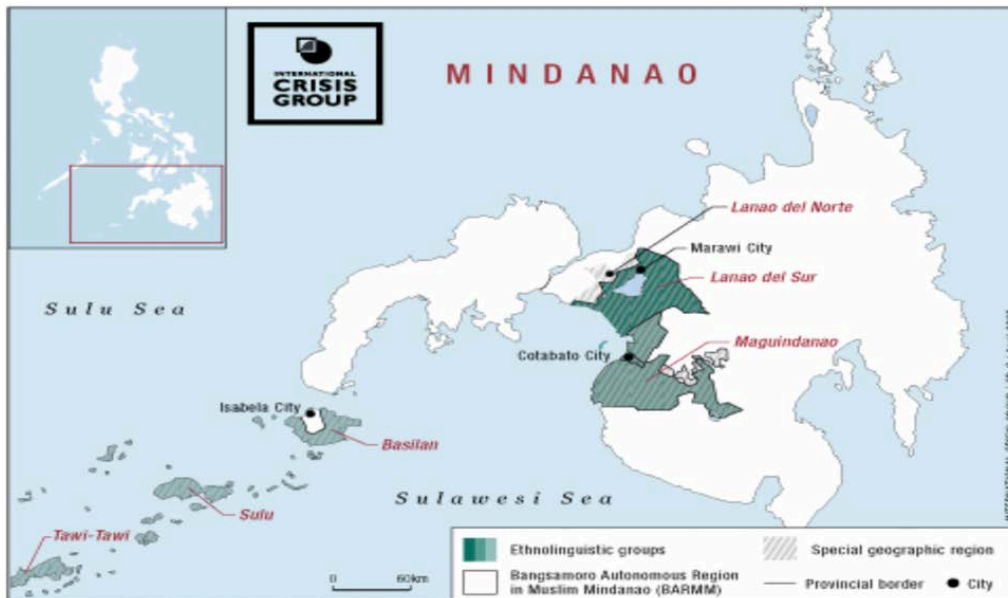 INTERNATIONAL
CRISIS
GROUP
MINDANAO
Lanao del Norte
Marawi City
Lanao del Sur
Sulu Sea
Maguindanao
Cotabato City
Isabela City
Basilan
Sulawesi Sea
Sulu
Tawi-Tawi
0 60km
Ethnolinguistic groups
Special geographic region
Bangsamoro Autonomous Region
in Muslim Mindanao (BARMM)
Provincial border
City